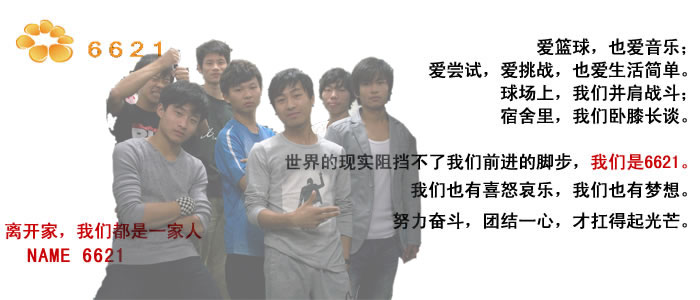 6621
爱篮球，也爱音乐；
爱尝试，爱挑战，也爱生活简单。
球场上，我们并肩战斗；
宿舍里，我们卧膝长谈。
世界的现实阻挡不了我们前进的脚步，我们是6621。
我们也有喜怒哀乐，我们也有梦想。
努力奋斗，团结一心，才扛得起光芒。
离开家，我们都是一家人
NAME 6621